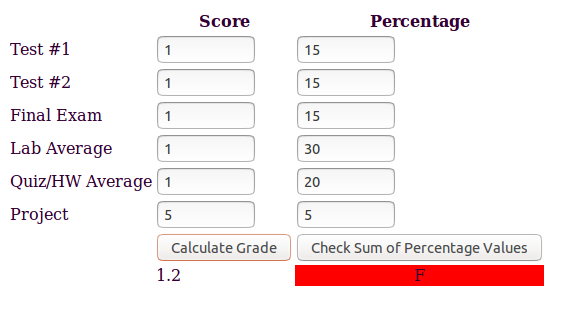 Score Percentage
Test #1 1 15
Test #2 1 15
Final Exam 1 15
Lab Average 1 30
Quiz/HW Average 1 20
Project 5 5
Calculate Grade Check Sum of Percentage Values
1.2 F